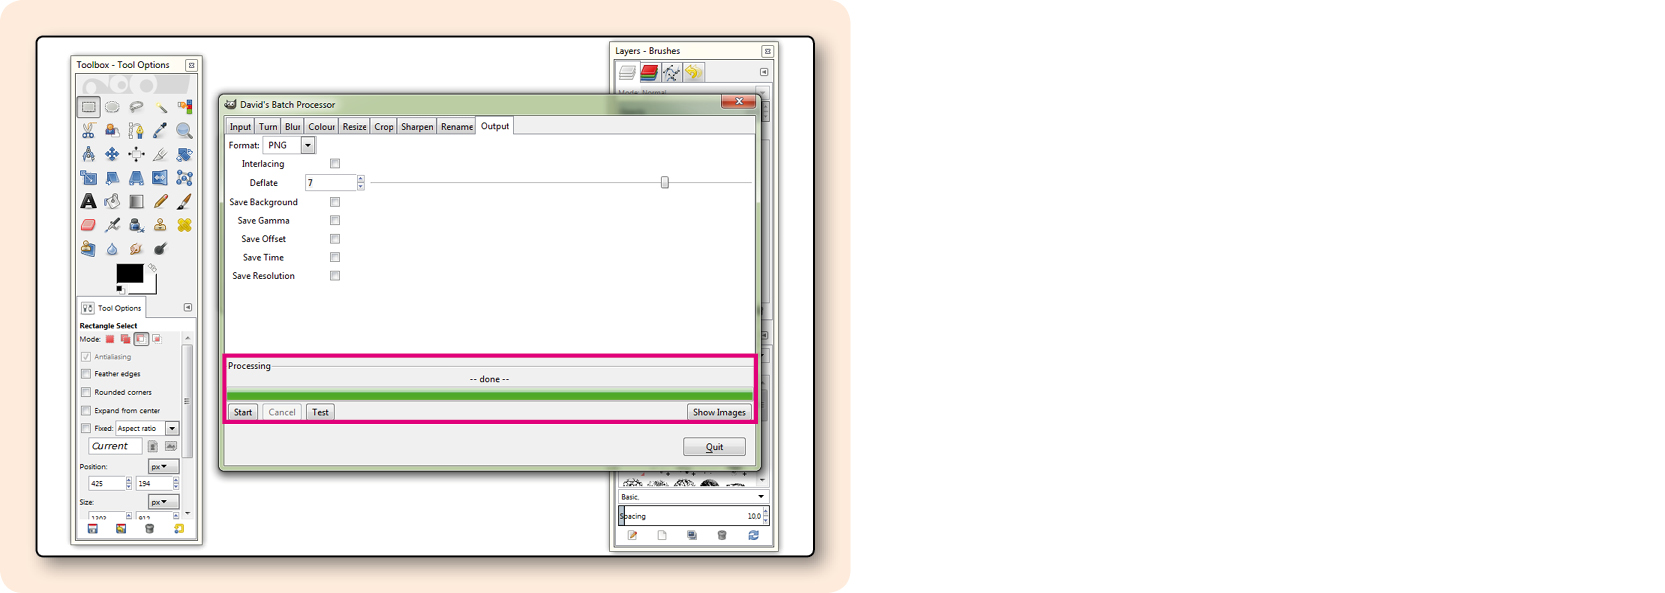 Toolbox - Tool Options
Tool Options
Rectangle Select
Mode:
Antialiasing
Feather edges
Rounded corners
Expand from center
Fixed: Aspect ratio
Current
Position: px
425 194
Size: px
David's Batch Processor
Input Turn Blur Colour Resize Crop Sharpen Rename Output
Format: PNG
Interlacing
Deflate 7
Save Background
Save Gamma
Save Offset
Save Time
Save Resolution
Processing
-- done --
Start Cancel Test Show Images
Quit
Layers - Brushes
Mode: Normal
Basic,
Spacing 10,0